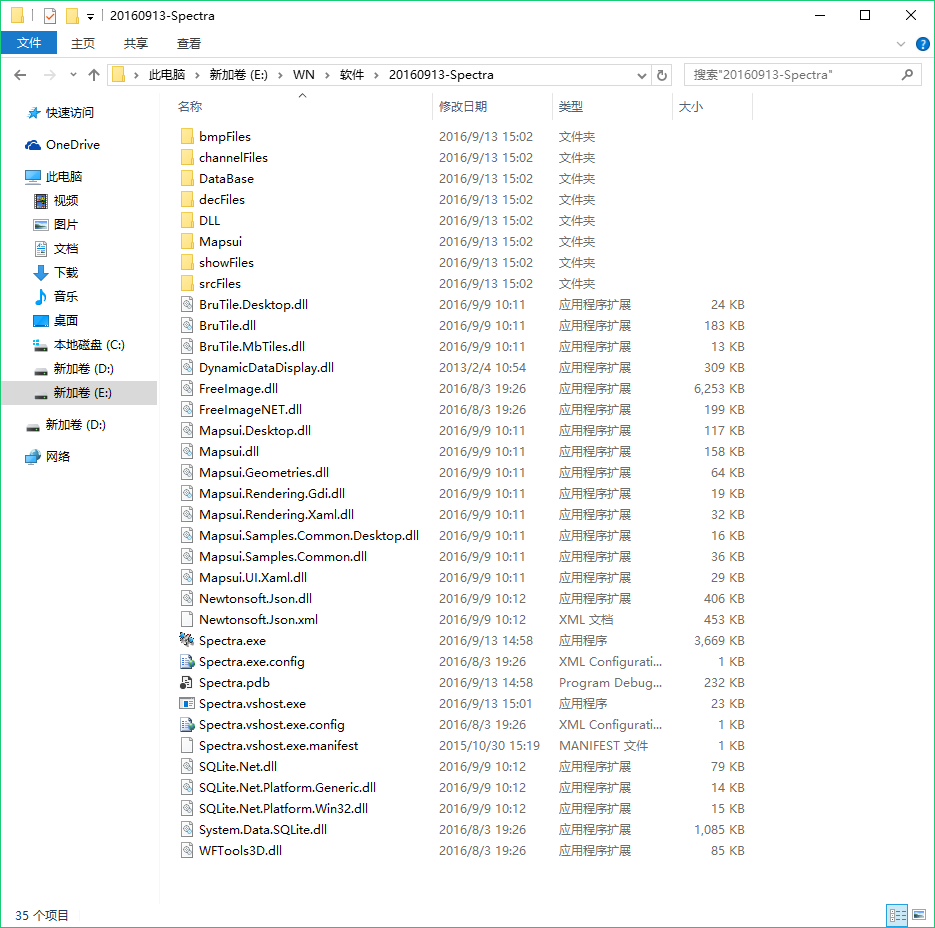 20160913-Spectra
文件 主页 共享 查看
此电脑 新加卷 (E:) WN 软件 20160913-Spectra 搜索"20160913-Spectra"
名称 修改日期 类型 大小
快速访问
OneDrive
此电脑
视频
图片
文档
下载
音乐
桌面
本地磁盘 (C:)
新加卷 (D:)
新加卷 (E:)
新加卷 (D:)
网络
bmpFiles 2016/9/13 15:02 文件夹
channelFiles 2016/9/13 15:02 文件夹
DataBase 2016/9/13 15:02 文件夹
decFiles 2016/9/13 15:02 文件夹
DLL 2016/9/13 15:02 文件夹
Mapsui 2016/9/13 15:02 文件夹
showFiles 2016/9/13 15:02 文件夹
srcFiles 2016/9/13 15:02 文件夹
BruTile.Desktop.dll 2016/9/9 10:11 应用程序扩展 24 KB
BruTile.dll 2016/9/9 10:11 应用程序扩展 183 KB
BruTile.MbTiles.dll 2016/9/9 10:11 应用程序扩展 13 KB
DynamicDataDisplay.dll 2013/2/4 10:54 应用程序扩展 309 KB
FreeImage.dll 2016/8/3 19:26 应用程序扩展 6,253 KB
FreeImageNET.dll 2016/8/3 19:26 应用程序扩展 199 KB
Mapsui.Desktop.dll 2016/9/9 10:11 应用程序扩展 117 KB
Mapsui.dll 2016/9/9 10:11 应用程序扩展 158 KB
Mapsui.Geometries.dll 2016/9/9 10:11 应用程序扩展 64 KB
Mapsui.Rendering.Gdi.dll 2016/9/9 10:11 应用程序扩展 19 KB
Mapsui.Rendering.Xaml.dll 2016/9/9 10:11 应用程序扩展 32 KB
Mapsui.Samples.Common.Desktop.dll 2016/9/9 10:11 应用程序扩展 16 KB
Mapsui.Samples.Common.dll 2016/9/9 10:11 应用程序扩展 36 KB
Mapsui.UI.Xaml.dll 2016/9/9 10:11 应用程序扩展 29 KB
Newtonsoft.Json.dll 2016/9/9 10:12 应用程序扩展 406 KB
Newtonsoft.Json.xml 2016/9/9 10:12 XML 文档 453 KB
Spectra.exe 2016/9/13 14:58 应用程序 3,669 KB
Spectra.exe.config 2016/8/3 19:26 XML Configurati... 1 KB
Spectra.pdb 2016/9/13 14:58 Program Debug... 232 KB
Spectra.vshost.exe 2016/9/13 15:01 应用程序 23 KB
Spectra.vshost.exe.config 2016/8/3 19:26 XML Configurati... 1 KB
Spectra.vshost.exe.manifest 2015/10/30 15:19 MANIFEST 文件 1 KB
SQLite.Net.dll 2016/9/9 10:12 应用程序扩展 79 KB
SQLite.Net.Platform.Generic.dll 2016/9/9 10:12 应用程序扩展 14 KB
SQLite.Net.Platform.Win32.dll 2016/9/9 10:12 应用程序扩展 15 KB
System.Data.SQLite.dll 2016/8/3 19:26 应用程序扩展 1,085 KB
WFTools3D.dll 2016/8/3 19:26 应用程序扩展 85 KB
35 个项目